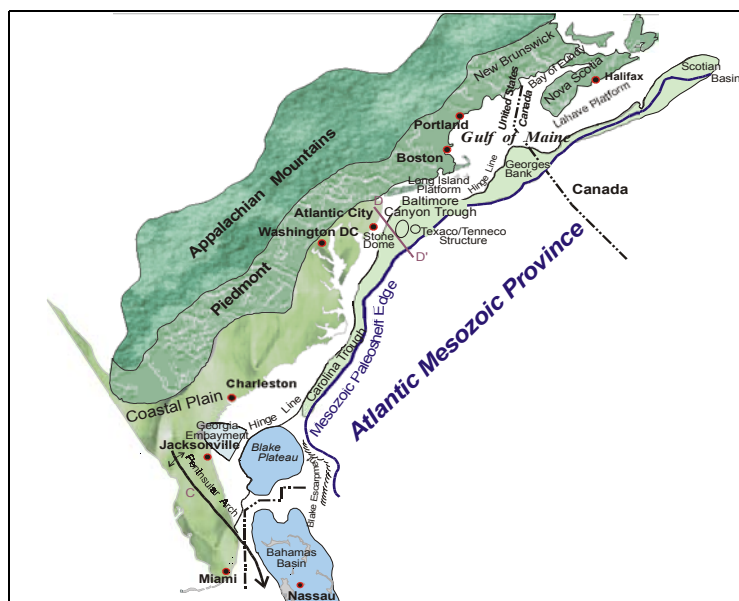 New Brunswick
Bay of Fundy
Scotian
Basin
Nova Scotia
Halifax
United States
Canada
Lahave Platform
Portland
Gulf of Maine
Boston
Hinge Line
Georges
Bank
Canada
Appalachian Mountains
Long Island
Platform
D
Baltimore
Canyon Trough
Atlantic City
Washington DC
Stone
Dome
Texaco/Tenneco
Structure
D'
Piedmont
Atlantic Mesozoic Province
Mesozoic Paleoshelf Edge
Carolina Trough
Charleston
Coastal Plain
Hinge Line
Georgia
Embayment
Jacksonville
Blake
Plateau
Peninsular Arch
C
Blake Escarpment
Bahamas
Basin
Miami
Nassau